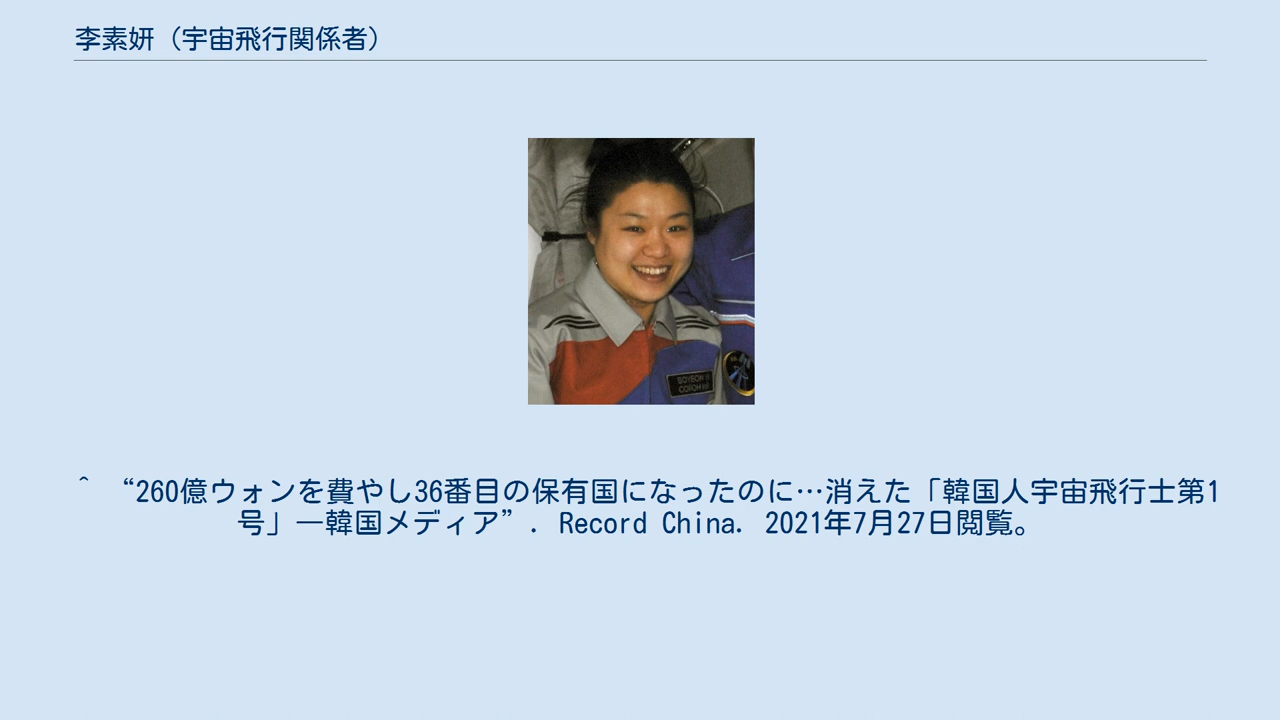 李素妍（宇宙飛行関係者）
SOYEON YI
^ “260億ウォンを費やし36番目の保有国になったのに…消えた「韓国人宇宙飛行士第1
号」―韓国メディア”. Record China. 2021年7月27日閲覧。